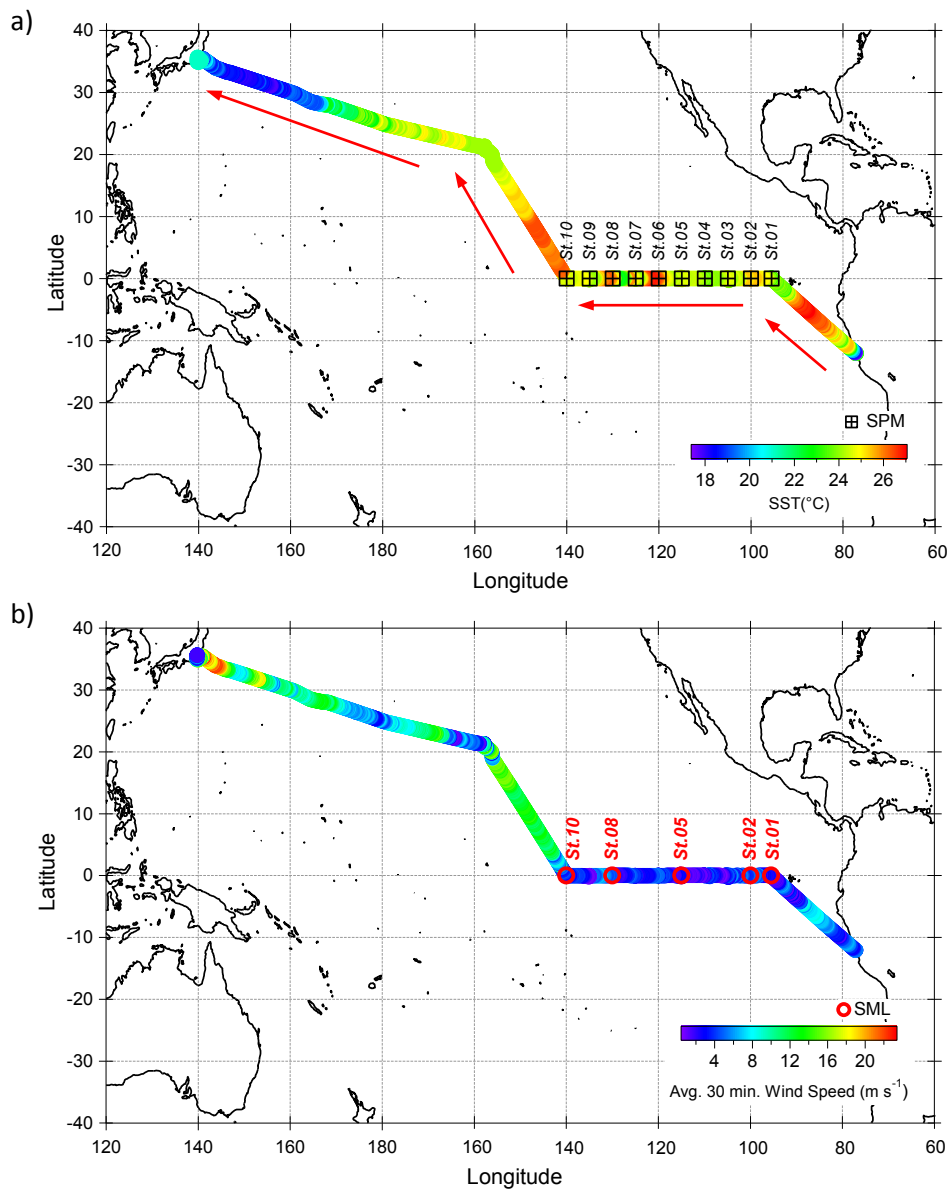 a)
40
30
20
10
0
-10
-20
-30
-40
Latitude
St.10
St.09
St.08
St.07
St.06
St.05
St.04
St.03
St.02
St.01
SPM
18 20 22 24 26
SST(°C)
120 140 160 180 160 140 120 100 80 60
Longitude
b)
40
30
20
10
0
-10
-20
-30
-40
Latitude
St.10
St.08
St.05
St.02
St.01
SML
4 8 12 16 20
Avg. 30 min. Wind Speed (m s⁻¹)
120 140 160 180 160 140 120 100 80 60
Longitude